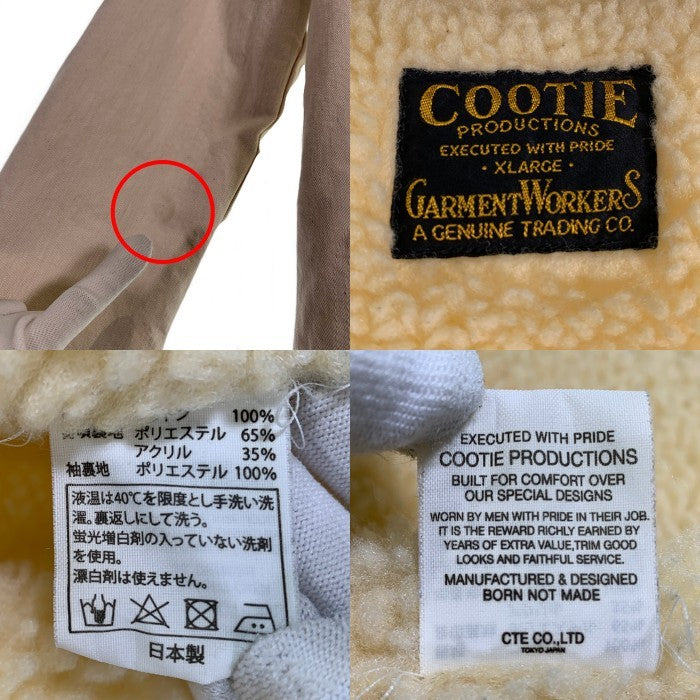 COOTIE
PRODUCTIONS
EXECUTED WITH PRIDE
· XLARGE ·
GARMENTWORKERS
A GENUINE TRADING CO.
100%
ポリエステル 65%
アクリル 35%
袖裏地 ポリエステル 100%
液温は40℃を限度とし手洗い洗
濯。裏返しにして洗う。
蛍光増白剤の入っていない洗剤
を使用。
漂白剤は使えません。
日本製
EXECUTED WITH PRIDE
COOTIE PRODUCTIONS
BUILT FOR COMFORT OVER
OUR SPECIAL DESIGNS
WORN BY MEN WITH PRIDE IN THEIR JOB.
IT IS THE REWARD RICHLY EARNED BY
YEARS OF EXTRA VALUE,TRIM GOOD
LOOKS AND FAITHFUL SERVICE.
MANUFACTURED & DESIGNED
BORN NOT MADE
CTE CO.,LTD
TOKYO JAPAN